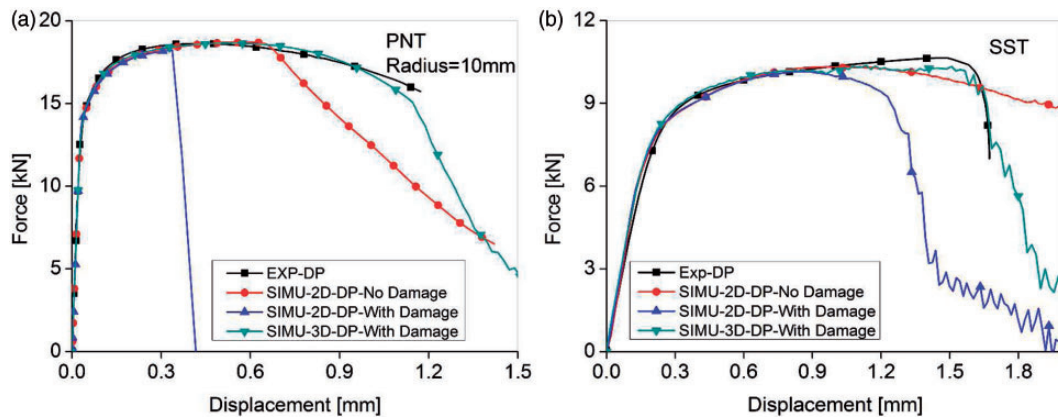 (a)
20
15
10
5
0
Force [kN]
PNT
Radius=10mm
EXP-DP
SIMU-2D-DP-No Damage
SIMU-2D-DP-With Damage
SIMU-3D-DP-With Damage
0.0 0.3 0.6 0.9 1.2 1.5
Displacement [mm]
(b)
12
9
6
3
0
Force [kN]
SST
Exp-DP
SIMU-2D-DP-No Damage
SIMU-2D-DP-With Damage
SIMU-3D-DP-With Damage
0.0 0.3 0.6 0.9 1.2 1.5 1.8
Displacement [mm]